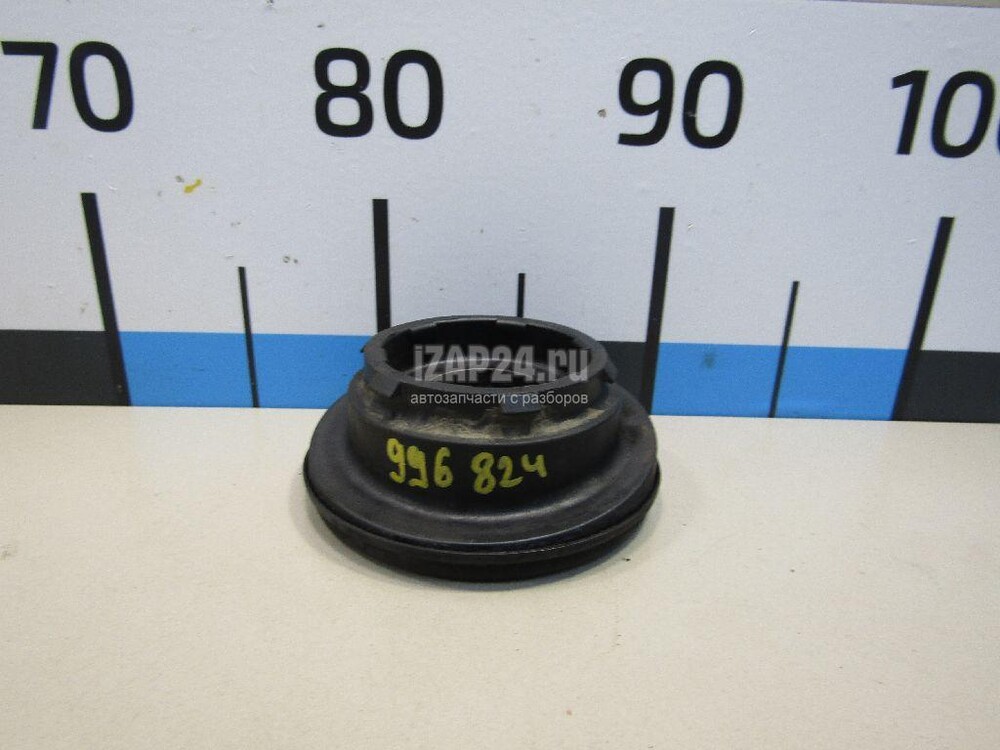 70 80 90 100
iZAP24.ru
автозапчасти с разборов
996 824